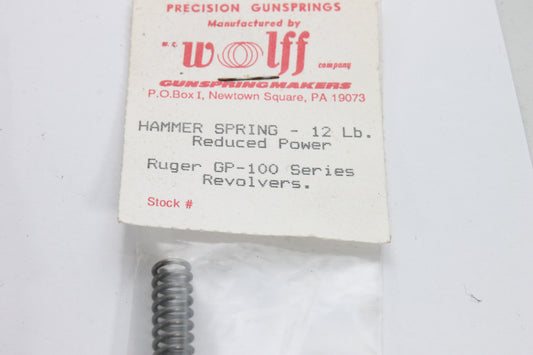 PRECISION GUNSPRINGS
Manufactured by
W.C.
Wolff
company
GUNSPRINGMAKERS
P.O.Box I, Newtown Square, PA 19073
HAMMER SPRING - 12 Lb.
Reduced Power
Ruger GP-100 Series
Revolvers.
Stock #